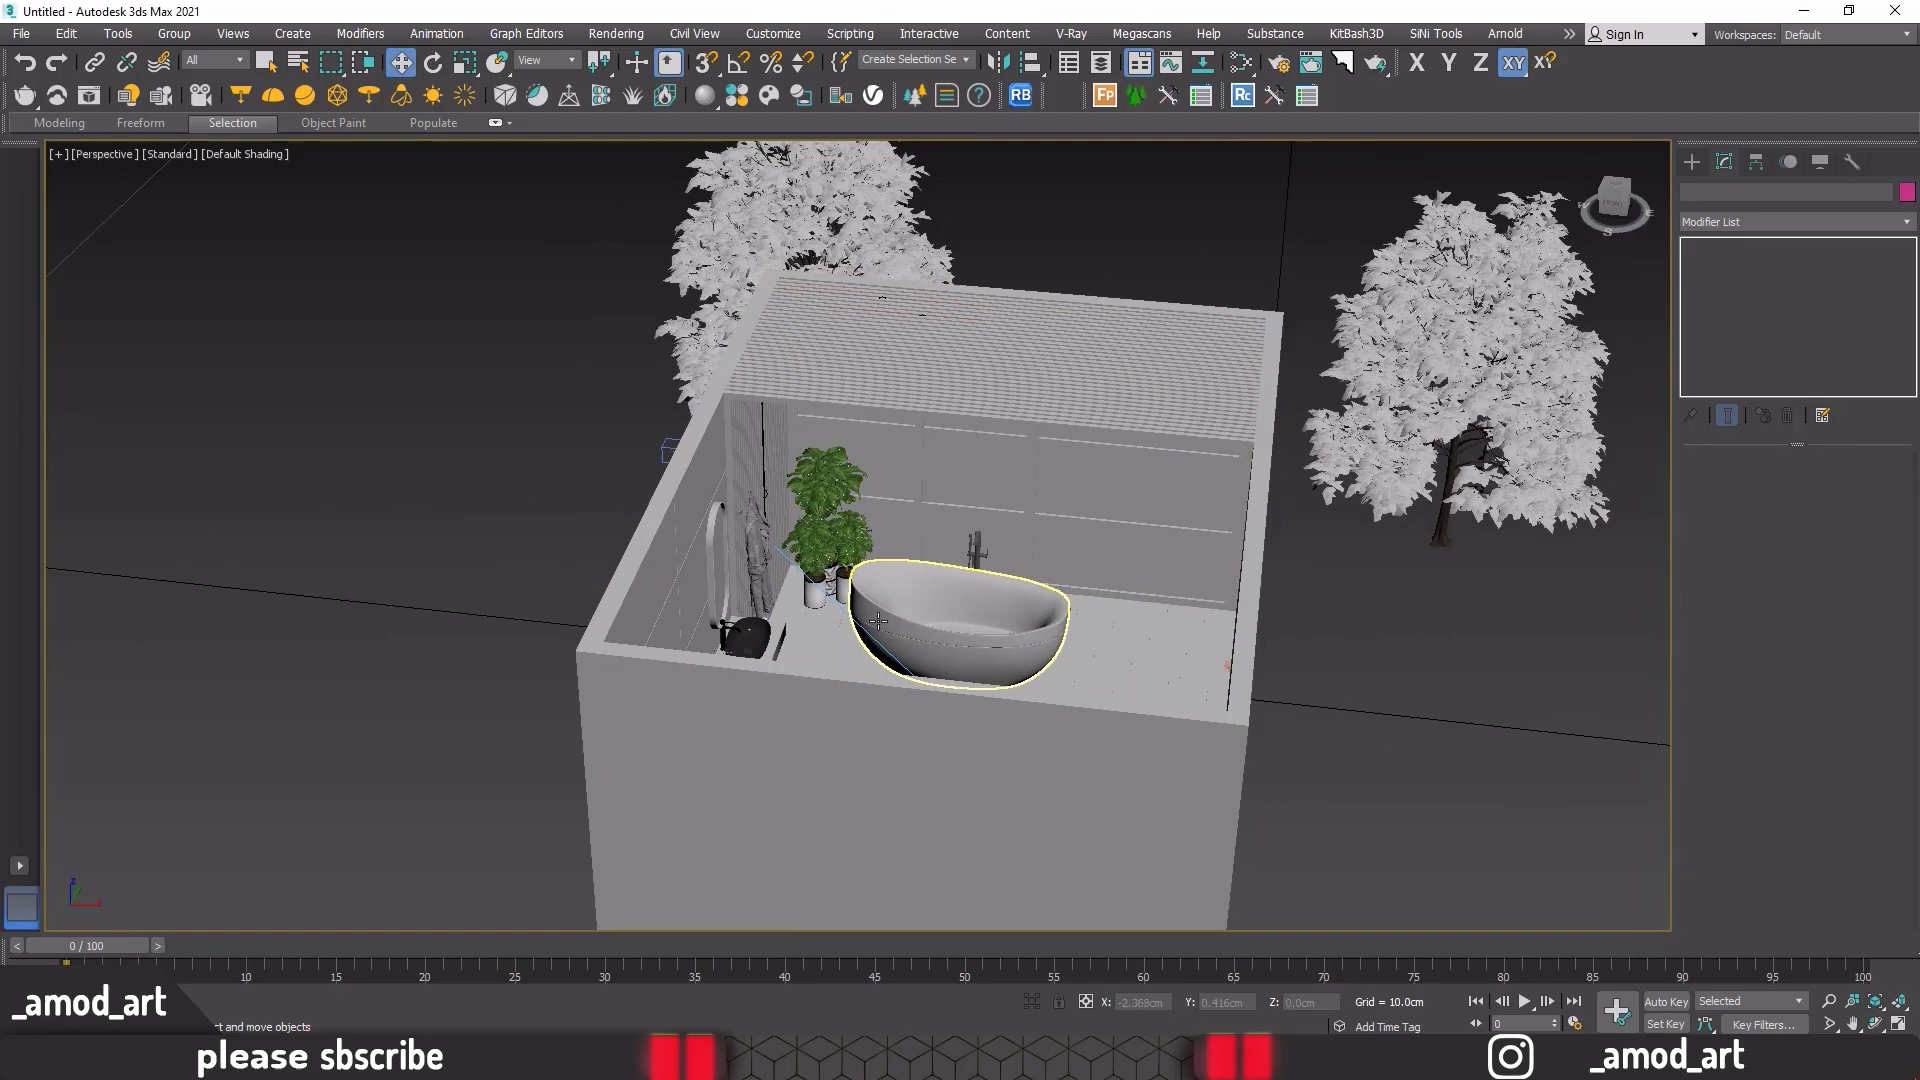 Untitled - Autodesk 3ds Max 2021
File Edit Tools Group Views Create Modifiers Animation Graph Editors Rendering Civil View Customize Scripting Interactive Content V-Ray Megascans Help Substance KitBash3D SiNi Tools Arnold Sign In Workspaces: Default
All View Create Selection Se X Y Z XY XY
RB Fp Rc
Modeling Freeform Selection Object Paint Populate
[+] [Perspective] [Standard] [Default Shading]
FRONT
S
Modifier List
Z
< 0 / 100 >
10 15 20 25 30 35 40 45 50 55 60 65 70 75 80 85 90 95 100
_amod_art
X: -2.368cm Y: 0.416cm Z: 0.0cm Grid = 10.0cm Auto Key Selected
ct and move objects
Add Time Tag 0 Set Key Key Filters...
please sbscribe
_amod_art